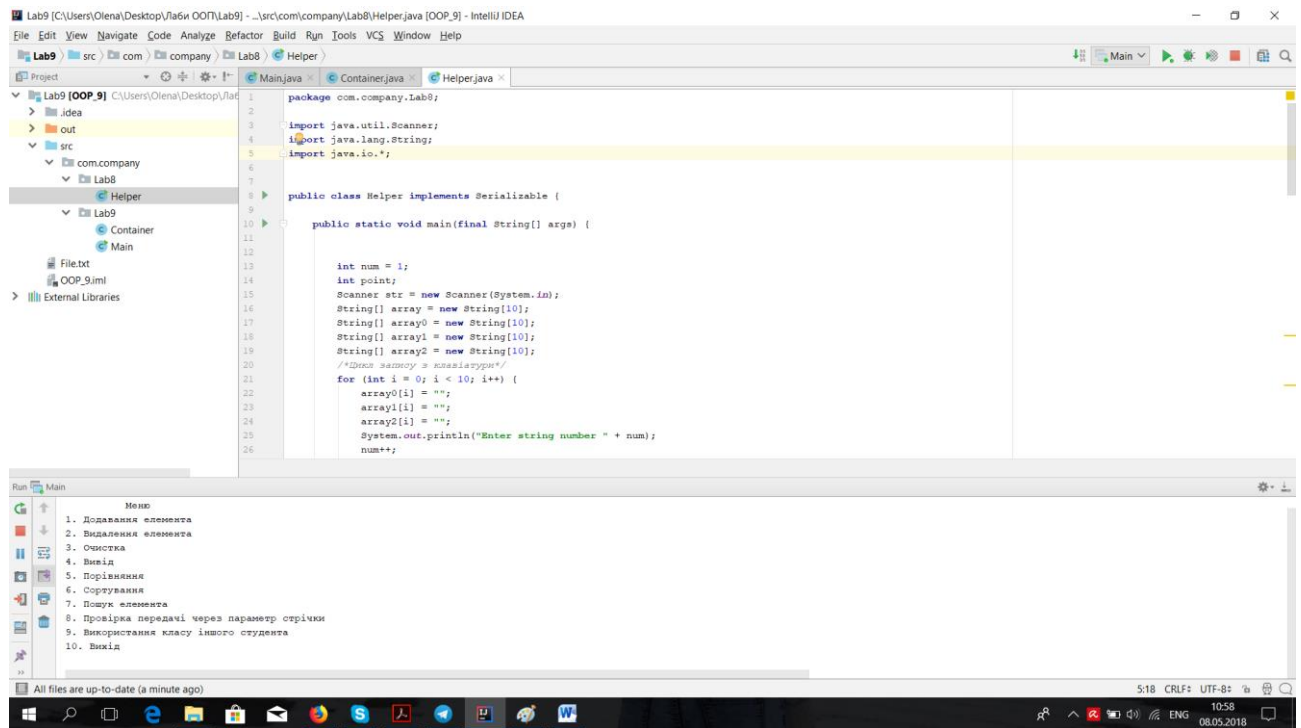 Lab9 [C:\Users\Olena\Desktop\Лаби ООП\Lab9] - ...\src\com\company\Lab8\Helper.java [OOP_9] - IntelliJ IDEA
File Edit View Navigate Code Analyze Refactor Build Run Tools VCS Window Help
Lab9 src com company Lab8 Helper
Main
Project
Main.java Container.java Helper.java
Lab9 [OOP_9] C:\Users\Olena\Desktop\Лаб
.idea
out
src
com.company
Lab8
Helper
Lab9
Container
Main
File.txt
OOP_9.iml
External Libraries
1 package com.company.Lab8;
2
3 import java.util.Scanner;
4 import java.lang.String;
5 import java.io.*;
6
7
8 public class Helper implements Serializable {
9
10 public static void main(final String[] args) {
11
12
13 int num = 1;
14 int point;
15 Scanner str = new Scanner(System.in);
16 String[] array = new String[10];
17 String[] array0 = new String[10];
18 String[] array1 = new String[10];
19 String[] array2 = new String[10];
20 /*Цикл запису з клавіатури*/
21 for (int i = 0; i < 10; i++) {
22 array0[i] = "";
23 array1[i] = "";
24 array2[i] = "";
25 System.out.println("Enter string number " + num);
26 num++;
Run Main
Меню
1. Додавання елемента
2. Видалення елемента
3. Очистка
4. Вивід
5. Порівняння
6. Сортування
7. Пошук елемента
8. Провірка передачі через параметр стрічки
9. Використання класу іншого студента
10. Вихід
All files are up-to-date (a minute ago)
5:18 CRLF÷ UTF-8÷
ENG
10:58
08.05.2018